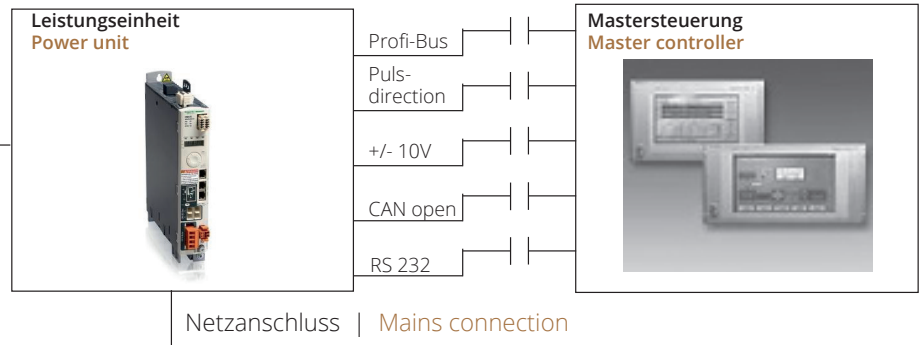 Leistungseinheit
Power unit
Profi-Bus
Puls-
direction
+/- 10V
CAN open
RS 232
Mastersteuerung
Master controller
Netzanschluss | Mains connection